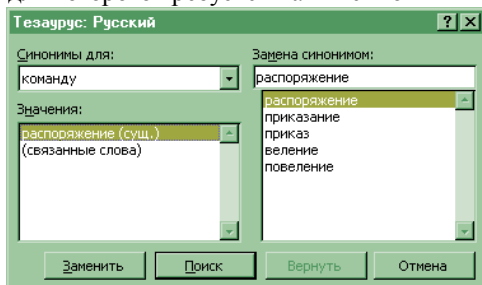 Тезаурус: Русский
Синонимы для:
команду
Значения:
распоряжение (сущ.)
(связанные слова)
Замена синонимом:
распоряжение
распоряжение
приказание
приказ
веление
повеление
Заменить
Поиск
Вернуть
Отмена